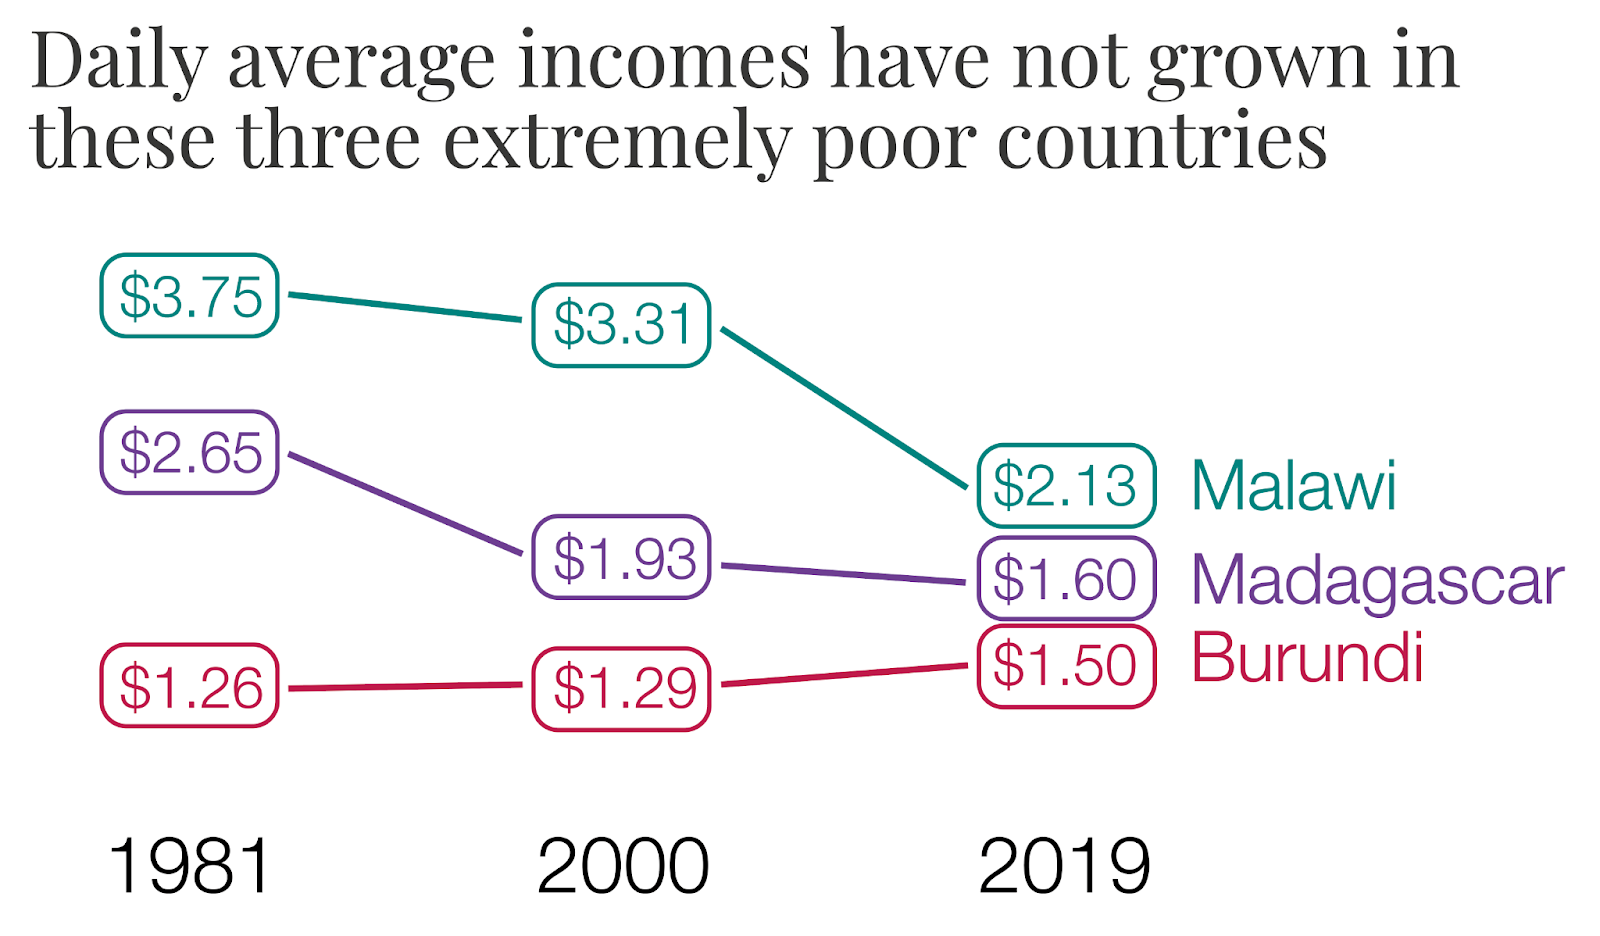 Daily average incomes have not grown in
these three extremely poor countries
$3.75
$3.31
$2.13 Malawi
$2.65
$1.93
$1.60 Madagascar
$1.26
$1.29
$1.50 Burundi
1981 2000 2019